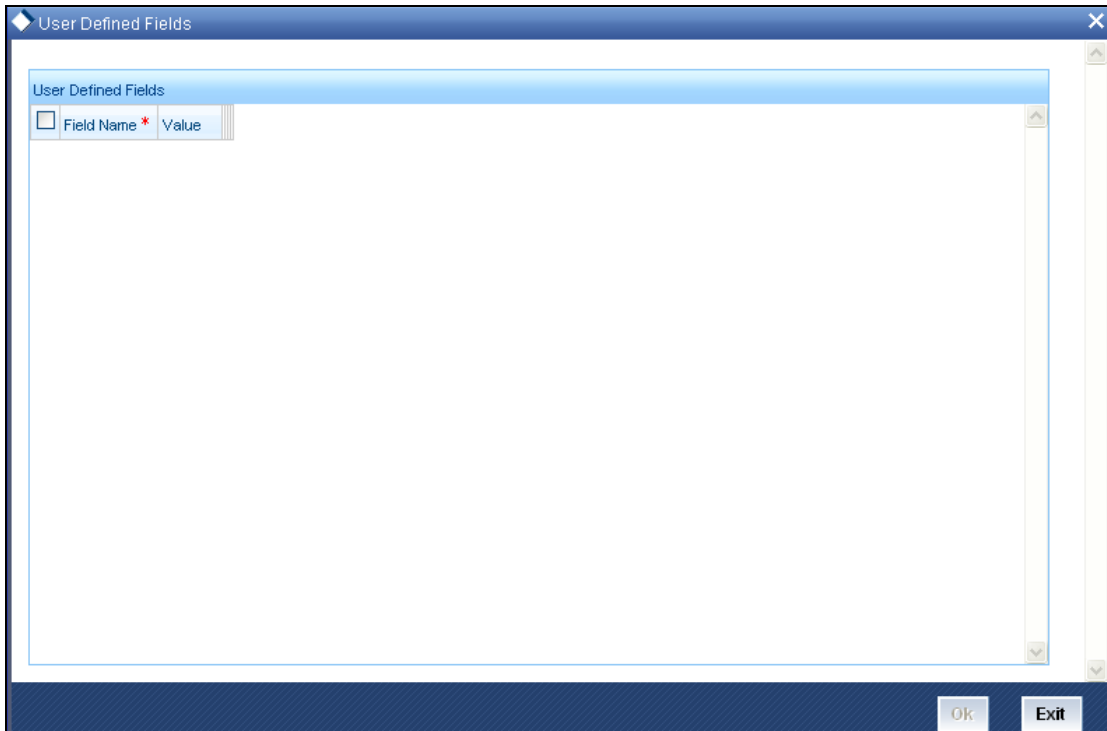 User Defined Fields
User Defined Fields
Field Name * Value
Ok Exit